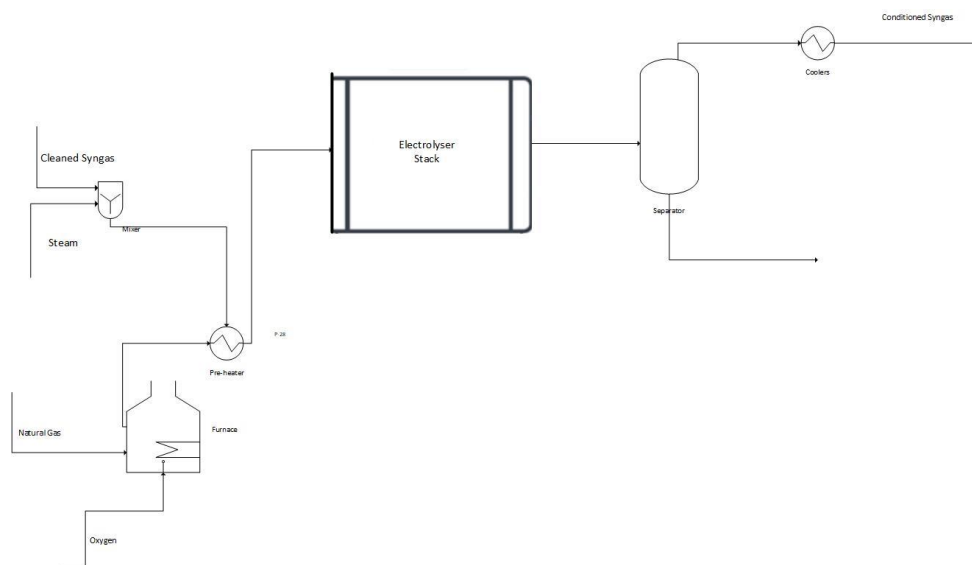 Conditioned Syngas
Coolers
Electrolyser
Stack
Cleaned Syngas
Separator
Mixer
Steam
P-28
Pre-heater
Natural Gas
Furnace
Oxygen